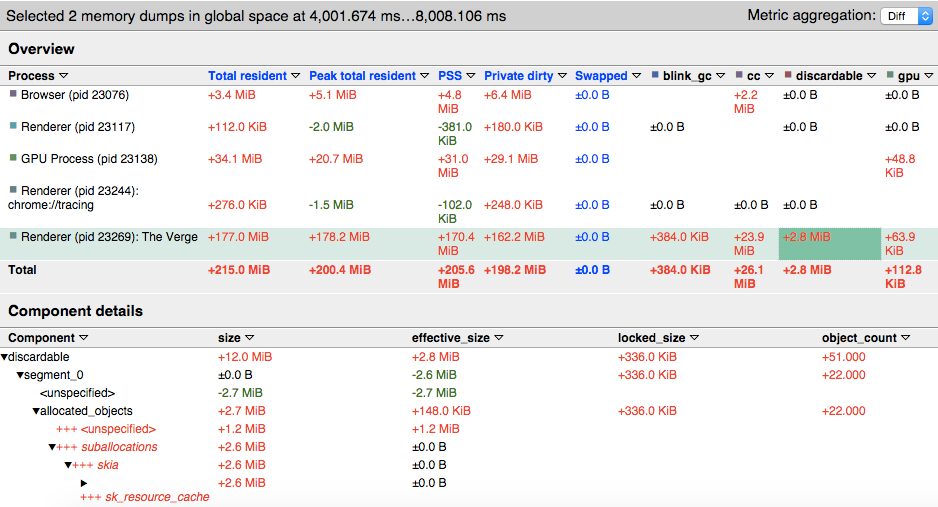 Selected 2 memory dumps in global space at 4,001.674 ms…8,008.106 ms Metric aggregation: Diff
Overview
Process ▽ Total resident ▽ Peak total resident ▽ PSS ▽ Private dirty ▽ Swapped ▽ blink_gc ▽ cc ▽ discardable ▽ gpu ▽
Browser (pid 23076) +3.4 MiB +5.1 MiB +4.8 MiB +6.4 MiB ±0.0 B +2.2 MiB ±0.0 B ±0.0 B
Renderer (pid 23117) +112.0 KiB -2.0 MiB -381.0 KiB +180.0 KiB ±0.0 B ±0.0 B ±0.0 B ±0.0 B
GPU Process (pid 23138) +34.1 MiB +20.7 MiB +31.0 MiB +29.1 MiB ±0.0 B +48.8 KiB
Renderer (pid 23244): chrome://tracing +276.0 KiB -1.5 MiB -102.0 KiB +248.0 KiB ±0.0 B ±0.0 B ±0.0 B ±0.0 B
Renderer (pid 23269): The Verge +177.0 MiB +178.2 MiB +170.4 MiB +162.2 MiB ±0.0 B +384.0 KiB +23.9 MiB +2.8 MiB +63.9 KiB
Total +215.0 MiB +200.4 MiB +205.6 MiB +198.2 MiB ±0.0 B +384.0 KiB +26.1 MiB +2.8 MiB +112.8 KiB
Component details
Component ▽ size ▽ effective_size ▽ locked_size ▽ object_count ▽
▼discardable +12.0 MiB +2.8 MiB +336.0 KiB +51.000
▼segment_0 ±0.0 B -2.6 MiB +336.0 KiB +22.000
<unspecified> -2.7 MiB -2.7 MiB
▼allocated_objects +2.7 MiB +148.0 KiB +336.0 KiB +22.000
+++ <unspecified> +1.2 MiB +1.2 MiB
▼+++ suballocations +2.6 MiB ±0.0 B
▼+++ skia +2.6 MiB ±0.0 B
▶ +2.6 MiB ±0.0 B
+++ sk_resource_cache